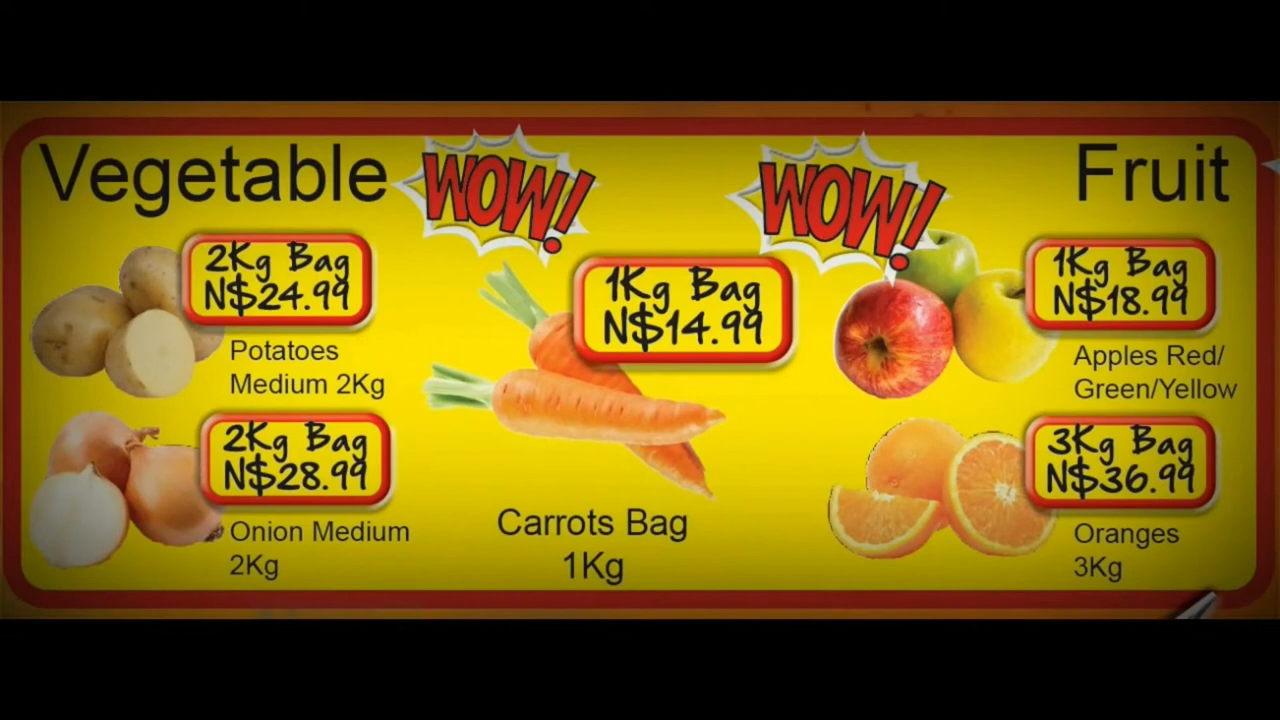 Vegetable
WOW!
WOW!
Fruit
2Kg Bag
N$24.99
Potatoes
Medium 2Kg
2Kg Bag
N$28.99
Onion Medium
2Kg
1Kg Bag
N$14.99
Carrots Bag
1Kg
1Kg Bag
N$18.99
Apples Red/
Green/Yellow
3Kg Bag
N$36.99
Oranges
3Kg